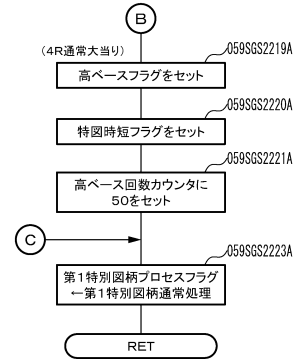 B
(4R通常大当り)
059SGS2219A
高ベースフラグをセット
059SGS2220A
特図時短フラグをセット
059SGS2221A
高ベース回数カウンタに
50をセット
C
059SGS2223A
第1特別図柄プロセスフラグ
←第1特別図柄通常処理
RET